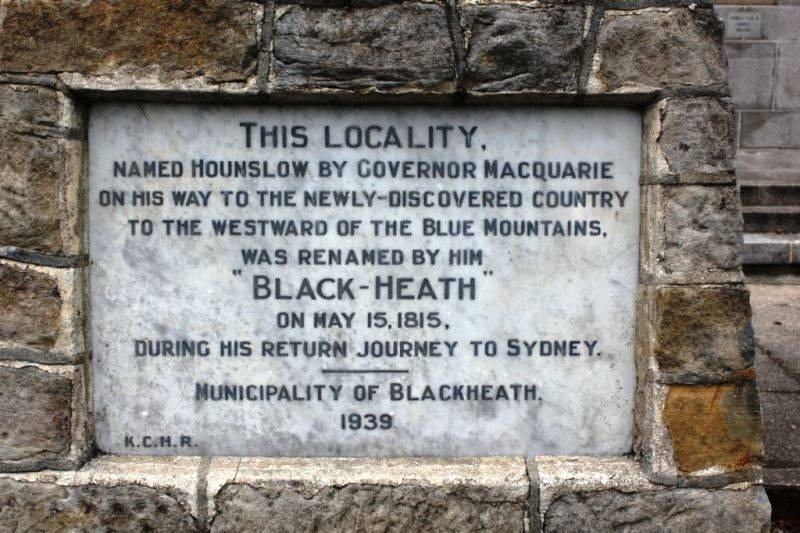 THIS LOCALITY,
NAMED HOUNSLOW BY GOVERNOR MACQUARIE
ON HIS WAY TO THE NEWLY-DISCOVERED COUNTRY
TO THE WESTWARD OF THE BLUE MOUNTAINS,
WAS RENAMED BY HIM
"BLACK-HEATH"
ON MAY 15, 1815,
DURING HIS RETURN JOURNEY TO SYDNEY.
MUNICIPALITY OF BLACKHEATH.
1939.
K.C.H.R.